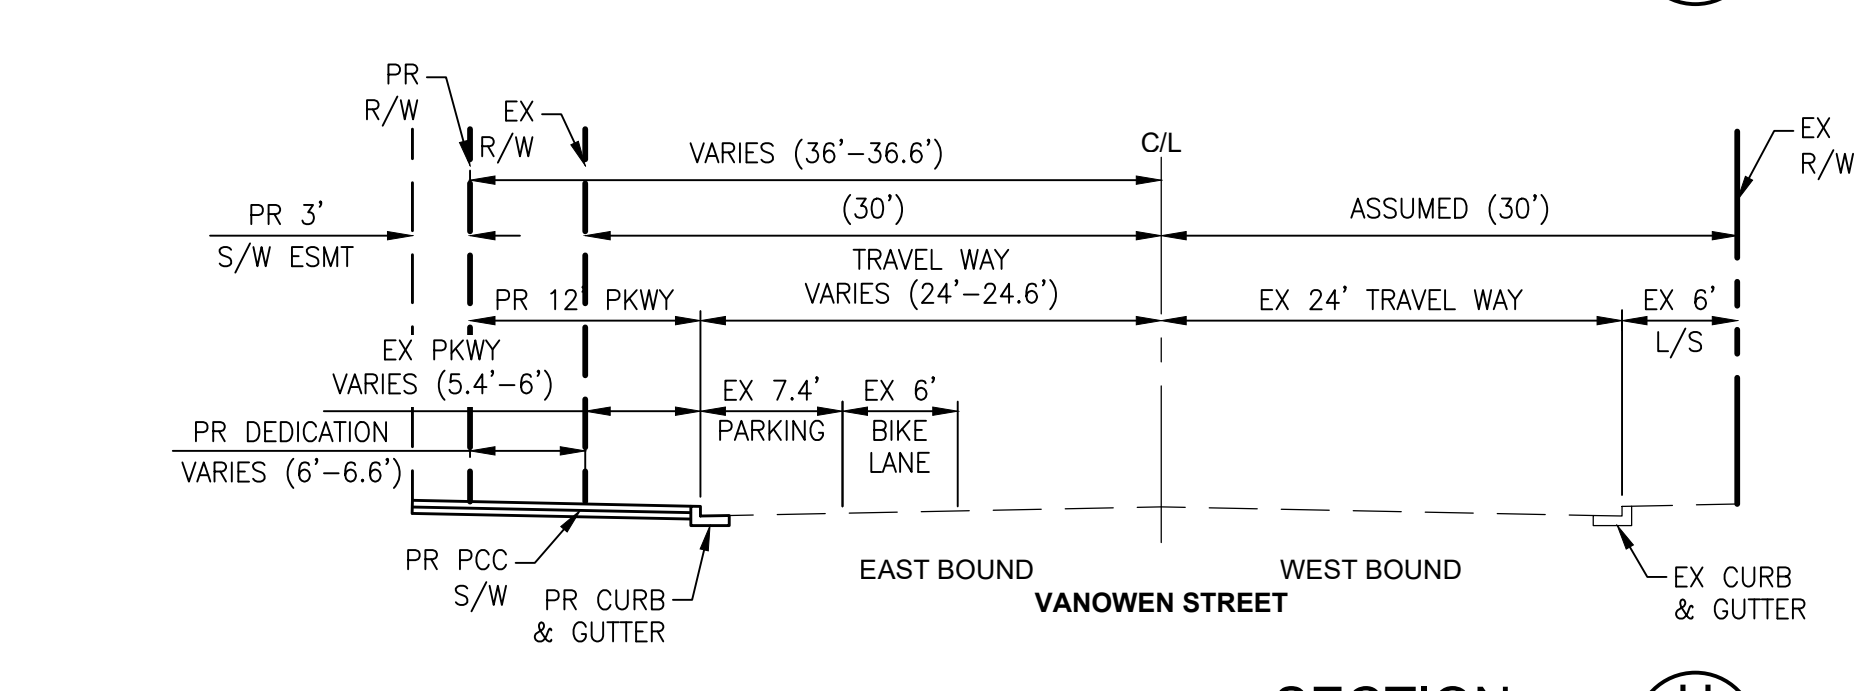 PR
R/W
EX
R/W
VARIES (36'-36.6')
C/L
EX
R/W
PR 3'
S/W ESMT
(30')
ASSUMED (30')
TRAVEL WAY
VARIES (24'-24.6')
PR 12' PKWY
EX 24' TRAVEL WAY
EX 6'
L/S
EX PKWY
VARIES (5.4'-6')
EX 7.4'
PARKING
EX 6'
BIKE
LANE
PR DEDICATION
VARIES (6'-6.6')
PR PCC
S/W
PR CURB
& GUTTER
EAST BOUND
WEST BOUND
VANOWEN STREET
EX CURB
& GUTTER
SECTION